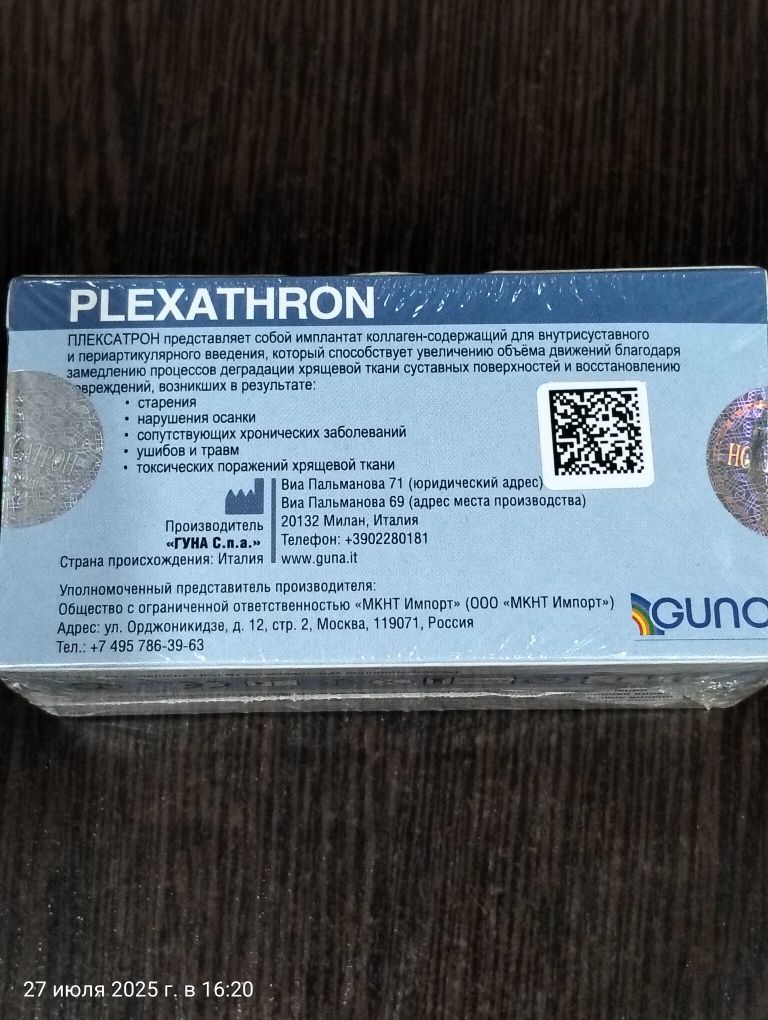 PLEXATHRON
ПЛЕКСАТРОН представляет собой имплантат коллаген-содержащий для внутрисуставного
и периартикулярного введения, который способствует увеличению объёма движений благодаря
замедлению процессов деградации хрящевой ткани суставных поверхностей и восстановлению
овреждений, возникших в результате:
• старения
• нарушения осанки
• сопутствующих хронических заболеваний
• ушибов и травм
• токсических поражений хрящевой ткани
Производитель
«ГУНА С.п.а.»
Страна происхождения: Италия
Виа Пальманова 71 (юридический адрес)
Виа Пальманова 69 (адрес места производства)
20132 Милан, Италия
Телефон: +3902280181
www.guna.it
Уполномоченный представитель производителя:
Общество с ограниченной ответственностью «МКНТ Импорт» (ООО «МКНТ Импорт»)
Адрес: ул. Орджоникидзе, д. 12, стр. 2, Москва, 119071, Россия
Тел.: +7 495 786-39-63
GUNA
27 июля 2025 г. в 16:20